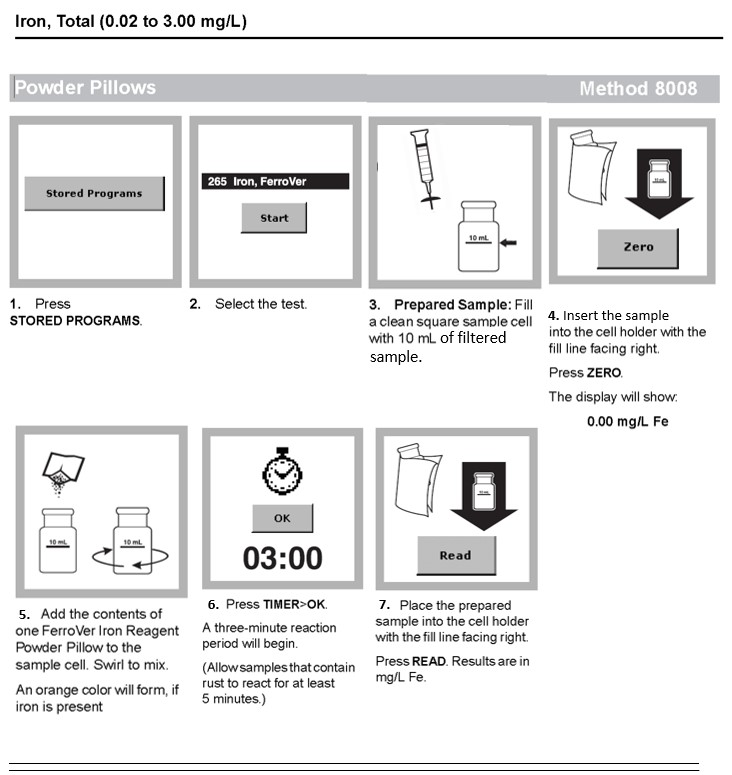 Iron, Total (0.02 to 3.00 mg/L)
Powder Pillows
Method 8008
Stored Programs
265 Iron, FerroVer
Start
10 mL
10 mL
Zero
1. Press
STORED PROGRAMS.
2. Select the test.
3. Prepared Sample: Fill
a clean square sample cell
with 10 mL of filtered
sample.
4. Insert the sample
into the cell holder with the
fill line facing right.
Press ZERO.
The display will show:
0.00 mg/L Fe
10 mL
10 mL
OK
03:00
10 mL
Read
5. Add the contents of
one FerroVer Iron Reagent
Powder Pillow to the
sample cell. Swirl to mix.
An orange color will form, if
iron is present
6. Press TIMER>OK.
A three-minute reaction
period will begin.
(Allow samples that contain
rust to react for at least
5 minutes.)
7. Place the prepared
sample into the cell holder
with the fill line facing right.
Press READ. Results are in
mg/L Fe.